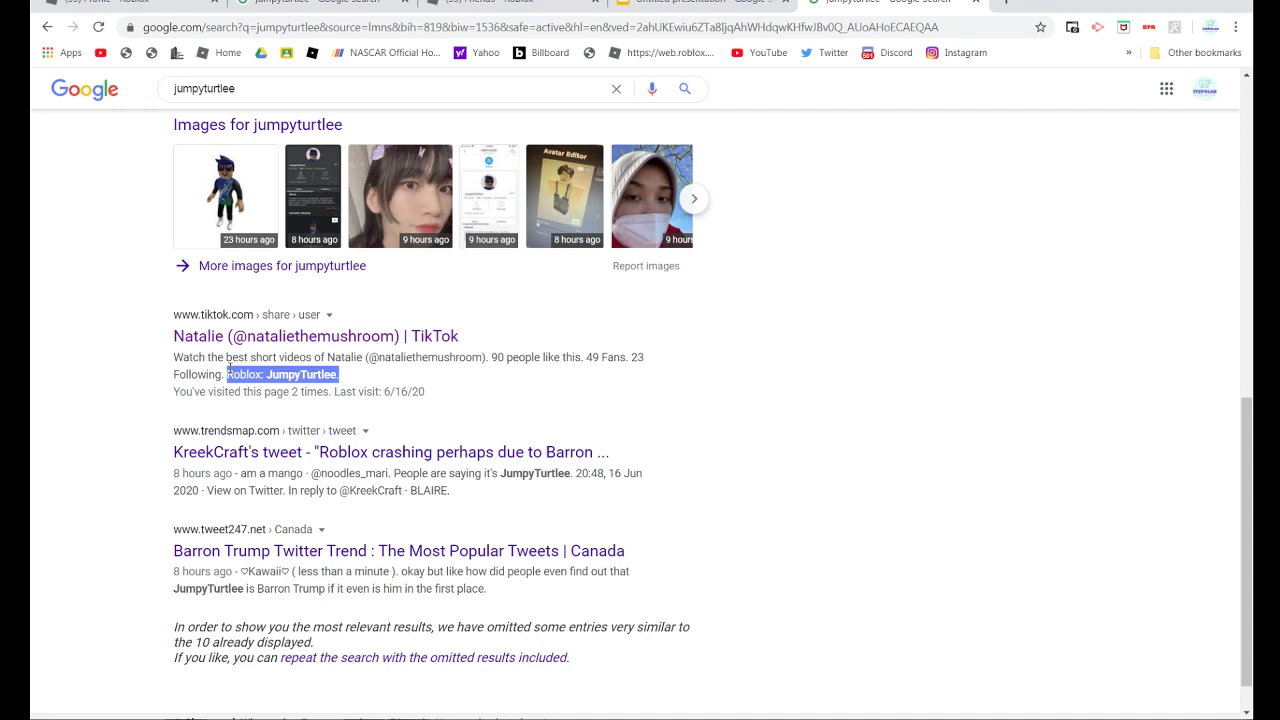 google.com/search?q=jumpyturtlee&source=lmns&bih=819&biw=1536&safe=active&hl=en&ved=2ahUKEwiu6ZTa8IjqAhWHdqwKHfwJBv0Q_AUoAHoECAEQAA
Apps
Home
NASCAR Official Ho...
Yahoo
Billboard
https://web.roblox....
YouTube
Twitter
Discord
Instagram
»
Other bookmarks
Google
jumpyturtlee
Images for jumpyturtlee
Avatar Editor
23 hours ago
8 hours ago
9 hours ago
9 hours ago
8 hours ago
9 hours
More images for jumpyturtlee
Report images
www.tiktok.com › share › user
Natalie (@nataliethemushroom) | TikTok
Watch the best short videos of Natalie (@nataliethemushroom). 90 people like this. 49 Fans. 23
Following. Roblox: JumpyTurtlee.
You've visited this page 2 times. Last visit: 6/16/20
www.trendsmap.com › twitter › tweet
KreekCraft's tweet - "Roblox crashing perhaps due to Barron ...
8 hours ago - am a mango · @noodles_mari. People are saying it's JumpyTurtlee. 20:48, 16 Jun
2020 · View on Twitter. In reply to @KreekCraft · BLAIRE.
www.tweet247.net › Canada
Barron Trump Twitter Trend : The Most Popular Tweets | Canada
8 hours ago - ♡Kawaii♡ ( less than a minute ). okay but like how did people even find out that
JumpyTurtlee is Barron Trump if it even is him in the first place.
In order to show you the most relevant results, we have omitted some entries very similar to
the 10 already displayed.
If you like, you can repeat the search with the omitted results included.